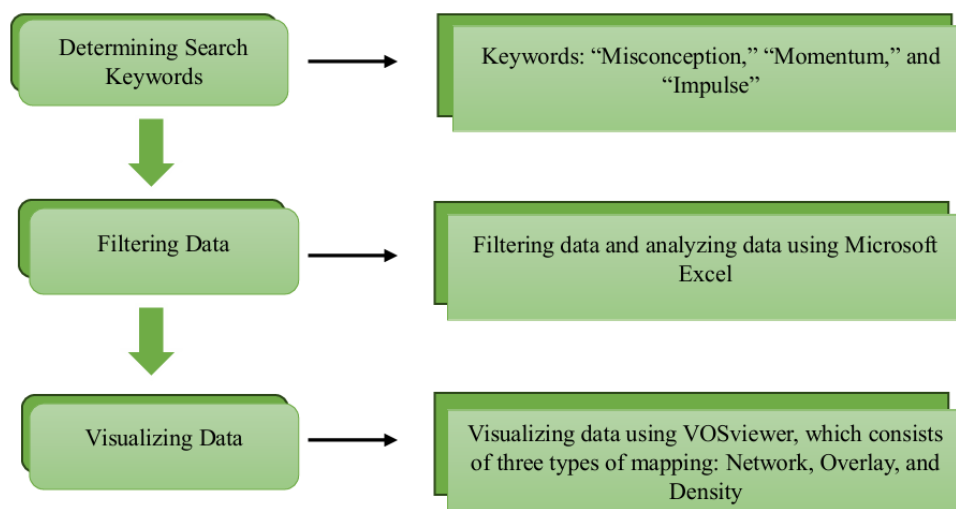 Determining Search
Keywords
Keywords: “Misconception,” “Momentum,” and
“Impulse”
Filtering Data
Filtering data and analyzing data using Microsoft
Excel
Visualizing Data
Visualizing data using VOSviewer, which consists
of three types of mapping: Network, Overlay, and
Density